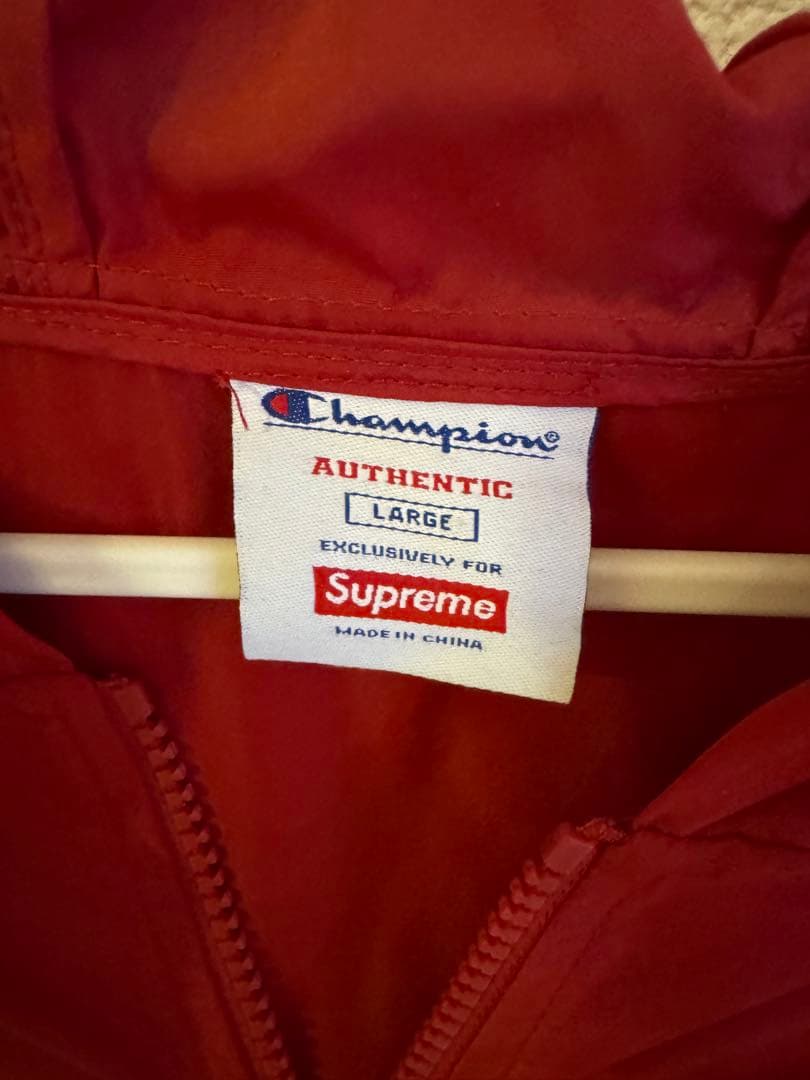 Champion®
AUTHENTIC
LARGE
EXCLUSIVELY FOR
Supreme
MADE IN CHINA